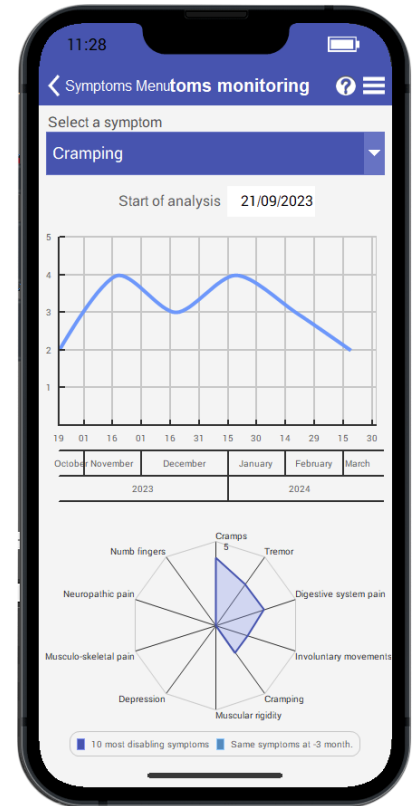 11:28
Symptoms Menutoms monitoring ?
Select a symptom
Cramping
Start of analysis 21/09/2023
5
4
3
2
1
19 01 16 01 16 31 15 30 14 29 15 30
October November December January February March
2023 2024
Cramps
5
Numb fingers Tremor
Neuropathic pain Digestive system pain
Musculo-skeletal pain Involuntary movements
Depression Cramping
Muscular rigidity
10 most disabling symptoms Same symptoms at -3 month.